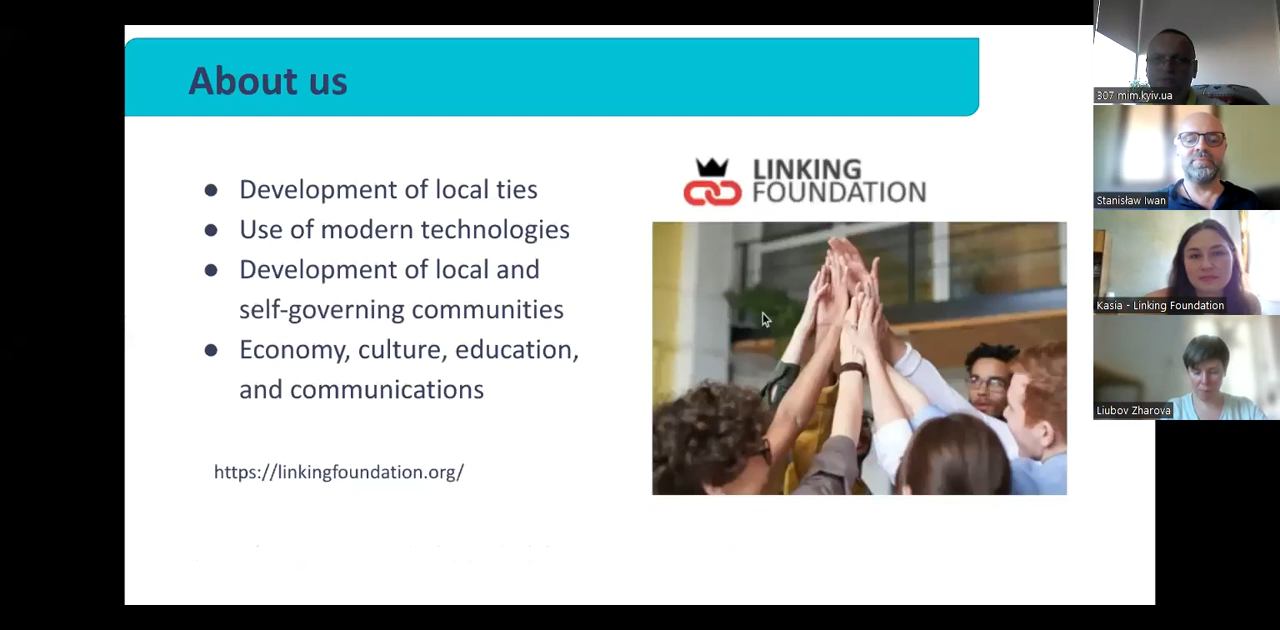 About us
LINKING
FOUNDATION
● Development of local ties
● Use of modern technologies
● Development of local and
self-governing communities
● Economy, culture, education,
and communications
https://linkingfoundation.org/
307 mim.kyiv.ua
Stanisław Iwan
Kasia - Linking Foundation
Liubov Zharova